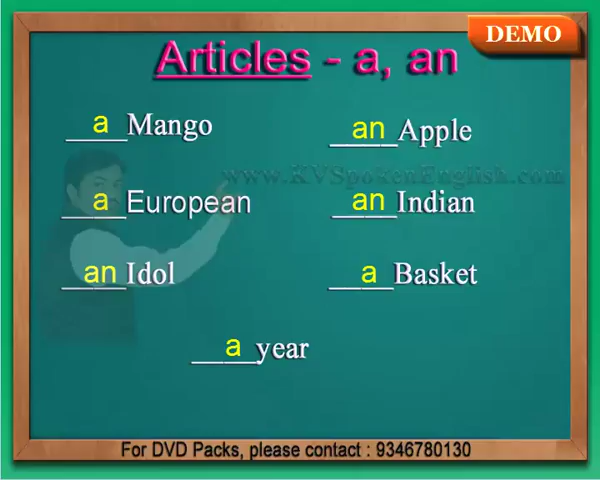 DEMO
Articles - a, an
a Mango an Apple
www.KVSpokenEnglish.com
a European an Indian
an Idol a Basket
a year
For DVD Packs, please contact : 9346780130